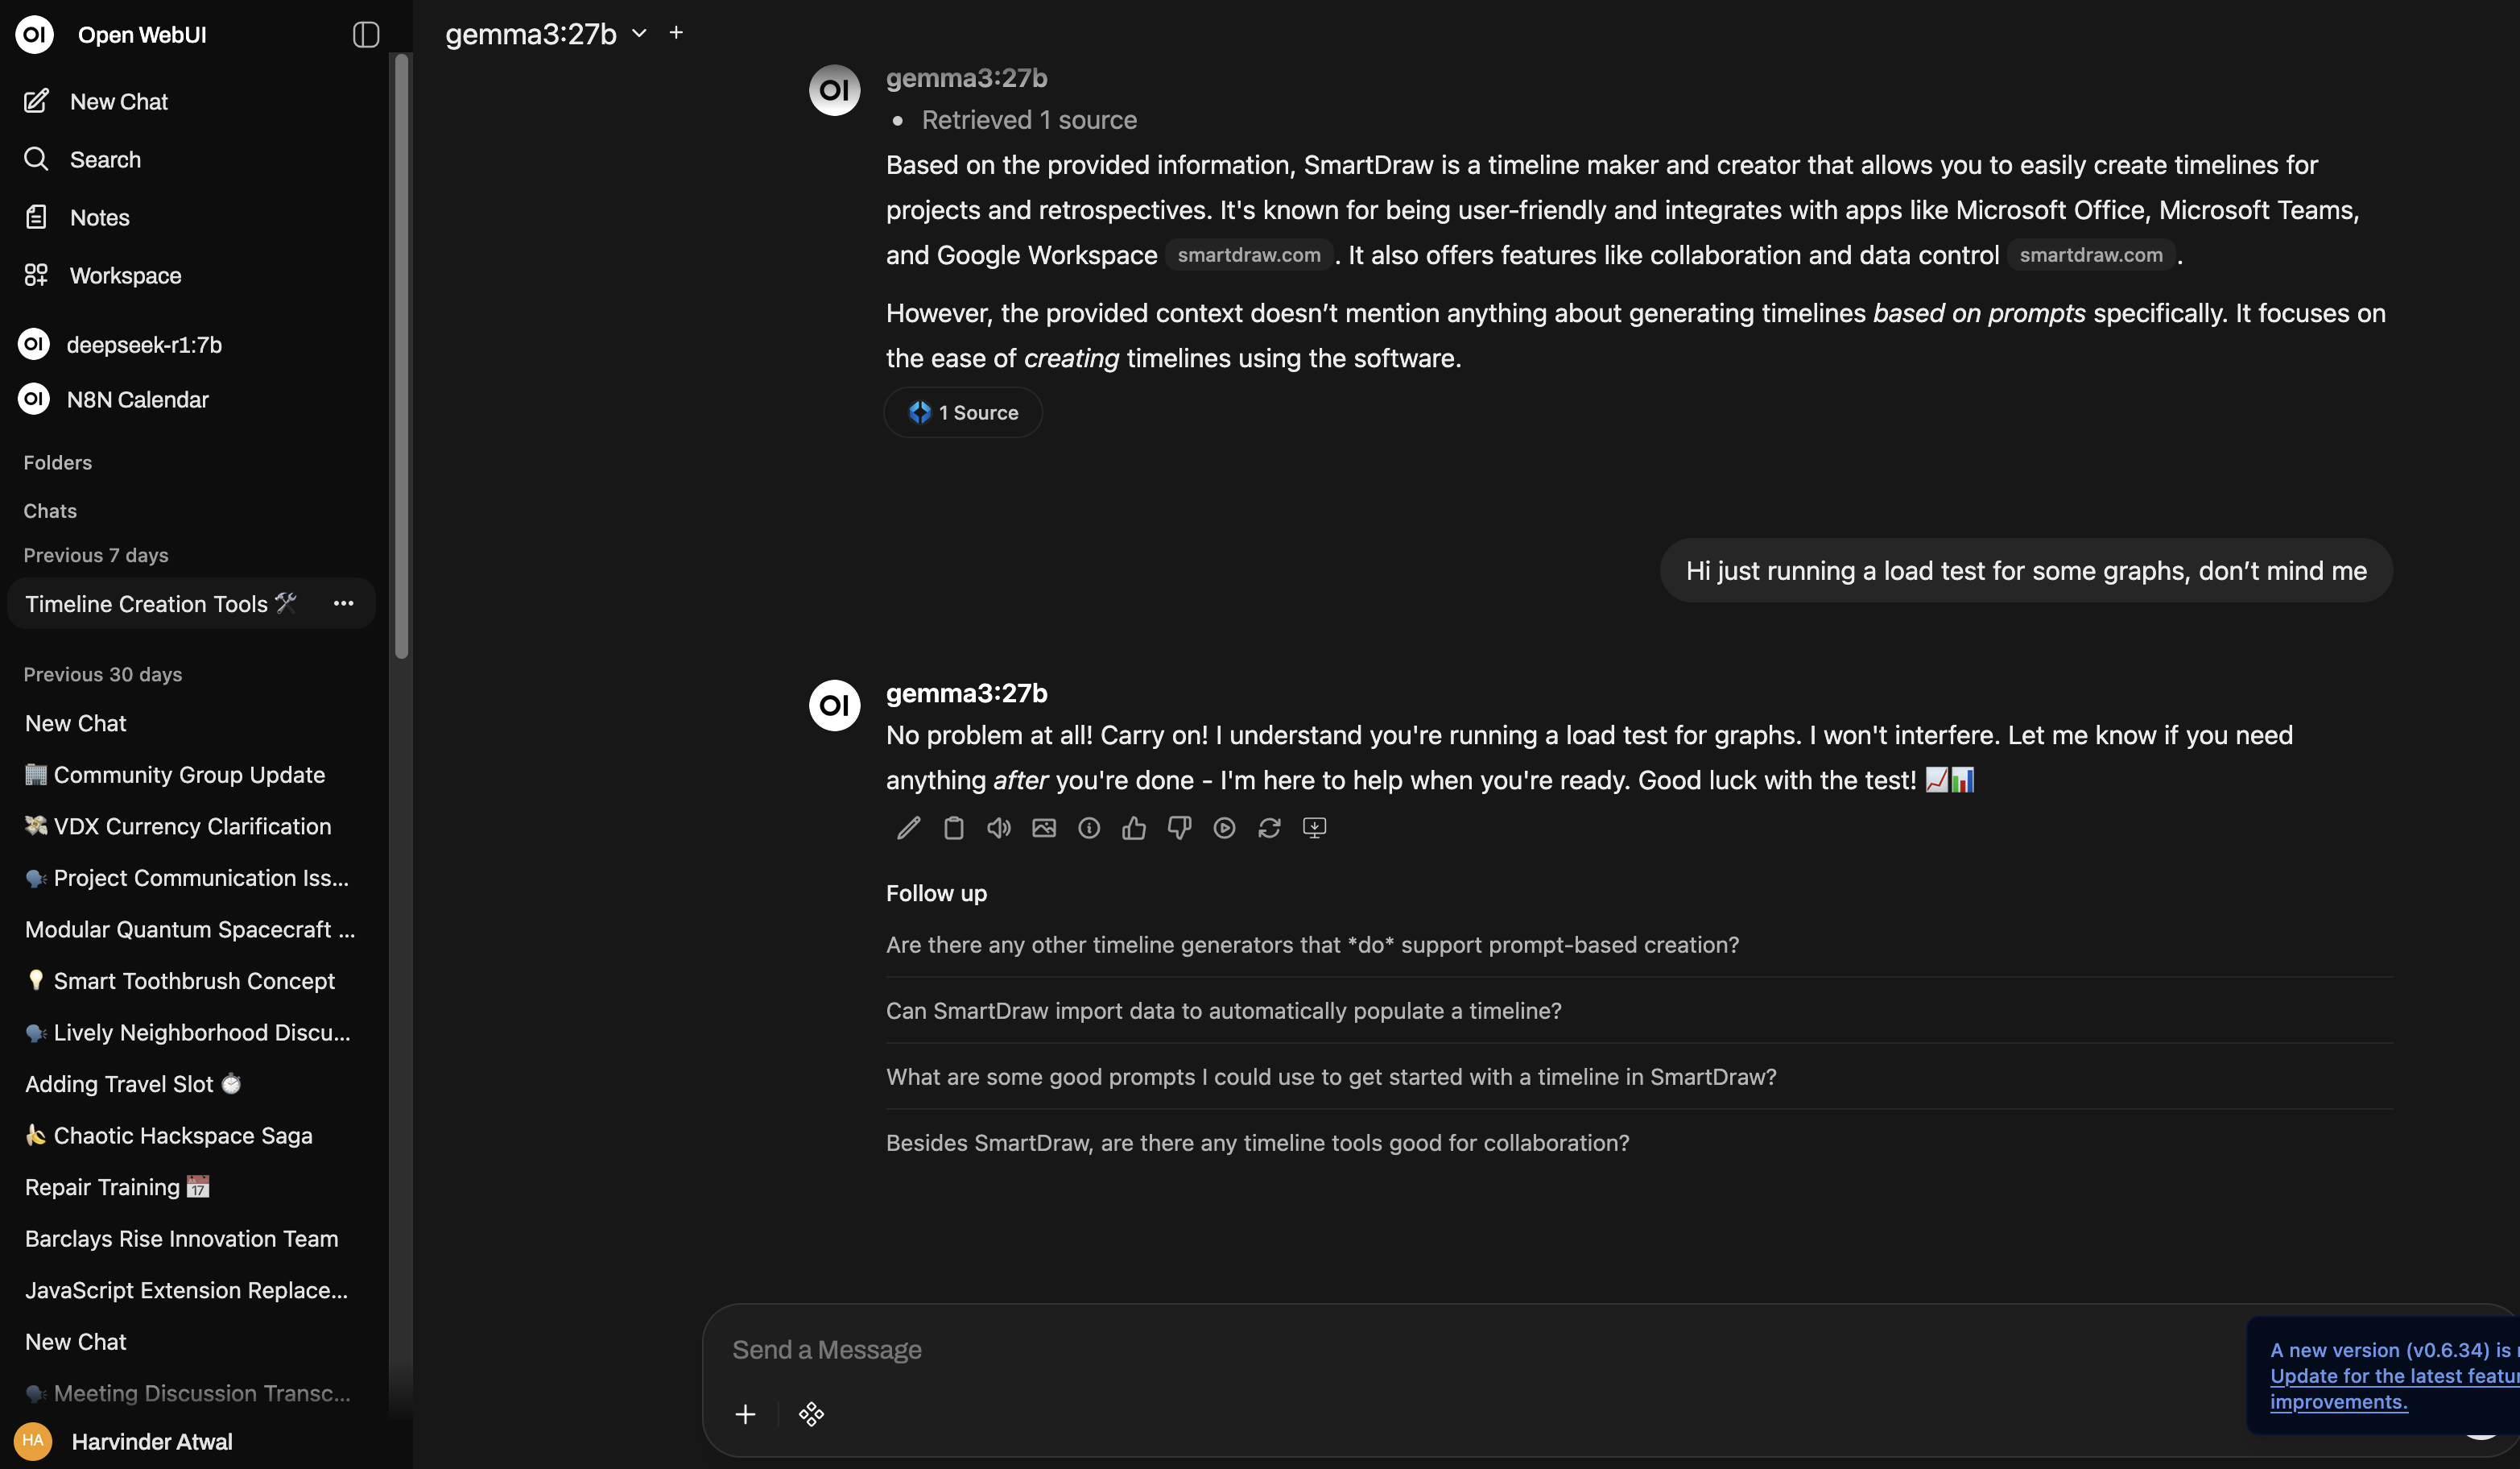 OI Open WebUI
New Chat
Search
Notes
Workspace
OI deepseek-r1:7b
OI N8N Calendar
Folders
Chats
Previous 7 days
Timeline Creation Tools 🛠️ ...
Previous 30 days
New Chat
🏢 Community Group Update
💸 VDX Currency Clarification
🗣️ Project Communication Iss...
Modular Quantum Spacecraft ...
💡 Smart Toothbrush Concept
🗣️ Lively Neighborhood Discu...
Adding Travel Slot ⏱️
🍌 Chaotic Hackspace Saga
Repair Training 📅
Barclays Rise Innovation Team
JavaScript Extension Replace...
New Chat
🗣️ Meeting Discussion Transc...
HA Harvinder Atwal
gemma3:27b
OI gemma3:27b
• Retrieved 1 source
Based on the provided information, SmartDraw is a timeline maker and creator that allows you to easily create timelines for
projects and retrospectives. It's known for being user-friendly and integrates with apps like Microsoft Office, Microsoft Teams,
and Google Workspace smartdraw.com . It also offers features like collaboration and data control smartdraw.com .
However, the provided context doesn’t mention anything about generating timelines based on prompts specifically. It focuses on
the ease of creating timelines using the software.
1 Source
Hi just running a load test for some graphs, don’t mind me
OI gemma3:27b
No problem at all! Carry on! I understand you're running a load test for graphs. I won't interfere. Let me know if you need
anything after you're done - I'm here to help when you're ready. Good luck with the test! 📈📊
Follow up
Are there any other timeline generators that *do* support prompt-based creation?
Can SmartDraw import data to automatically populate a timeline?
What are some good prompts I could use to get started with a timeline in SmartDraw?
Besides SmartDraw, are there any timeline tools good for collaboration?
Send a Message
A new version (v0.6.34) is
Update for the latest
improvements.